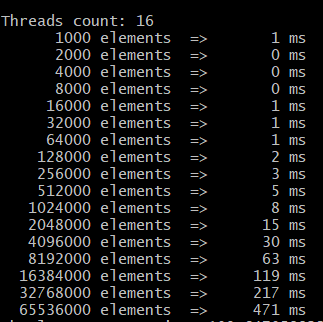 Threads count: 16
1000 elements => 1 ms
2000 elements => 0 ms
4000 elements => 0 ms
8000 elements => 0 ms
16000 elements => 1 ms
32000 elements => 1 ms
64000 elements => 1 ms
128000 elements => 2 ms
256000 elements => 3 ms
512000 elements => 5 ms
1024000 elements => 8 ms
2048000 elements => 15 ms
4096000 elements => 30 ms
8192000 elements => 63 ms
16384000 elements => 119 ms
32768000 elements => 217 ms
65536000 elements => 471 ms